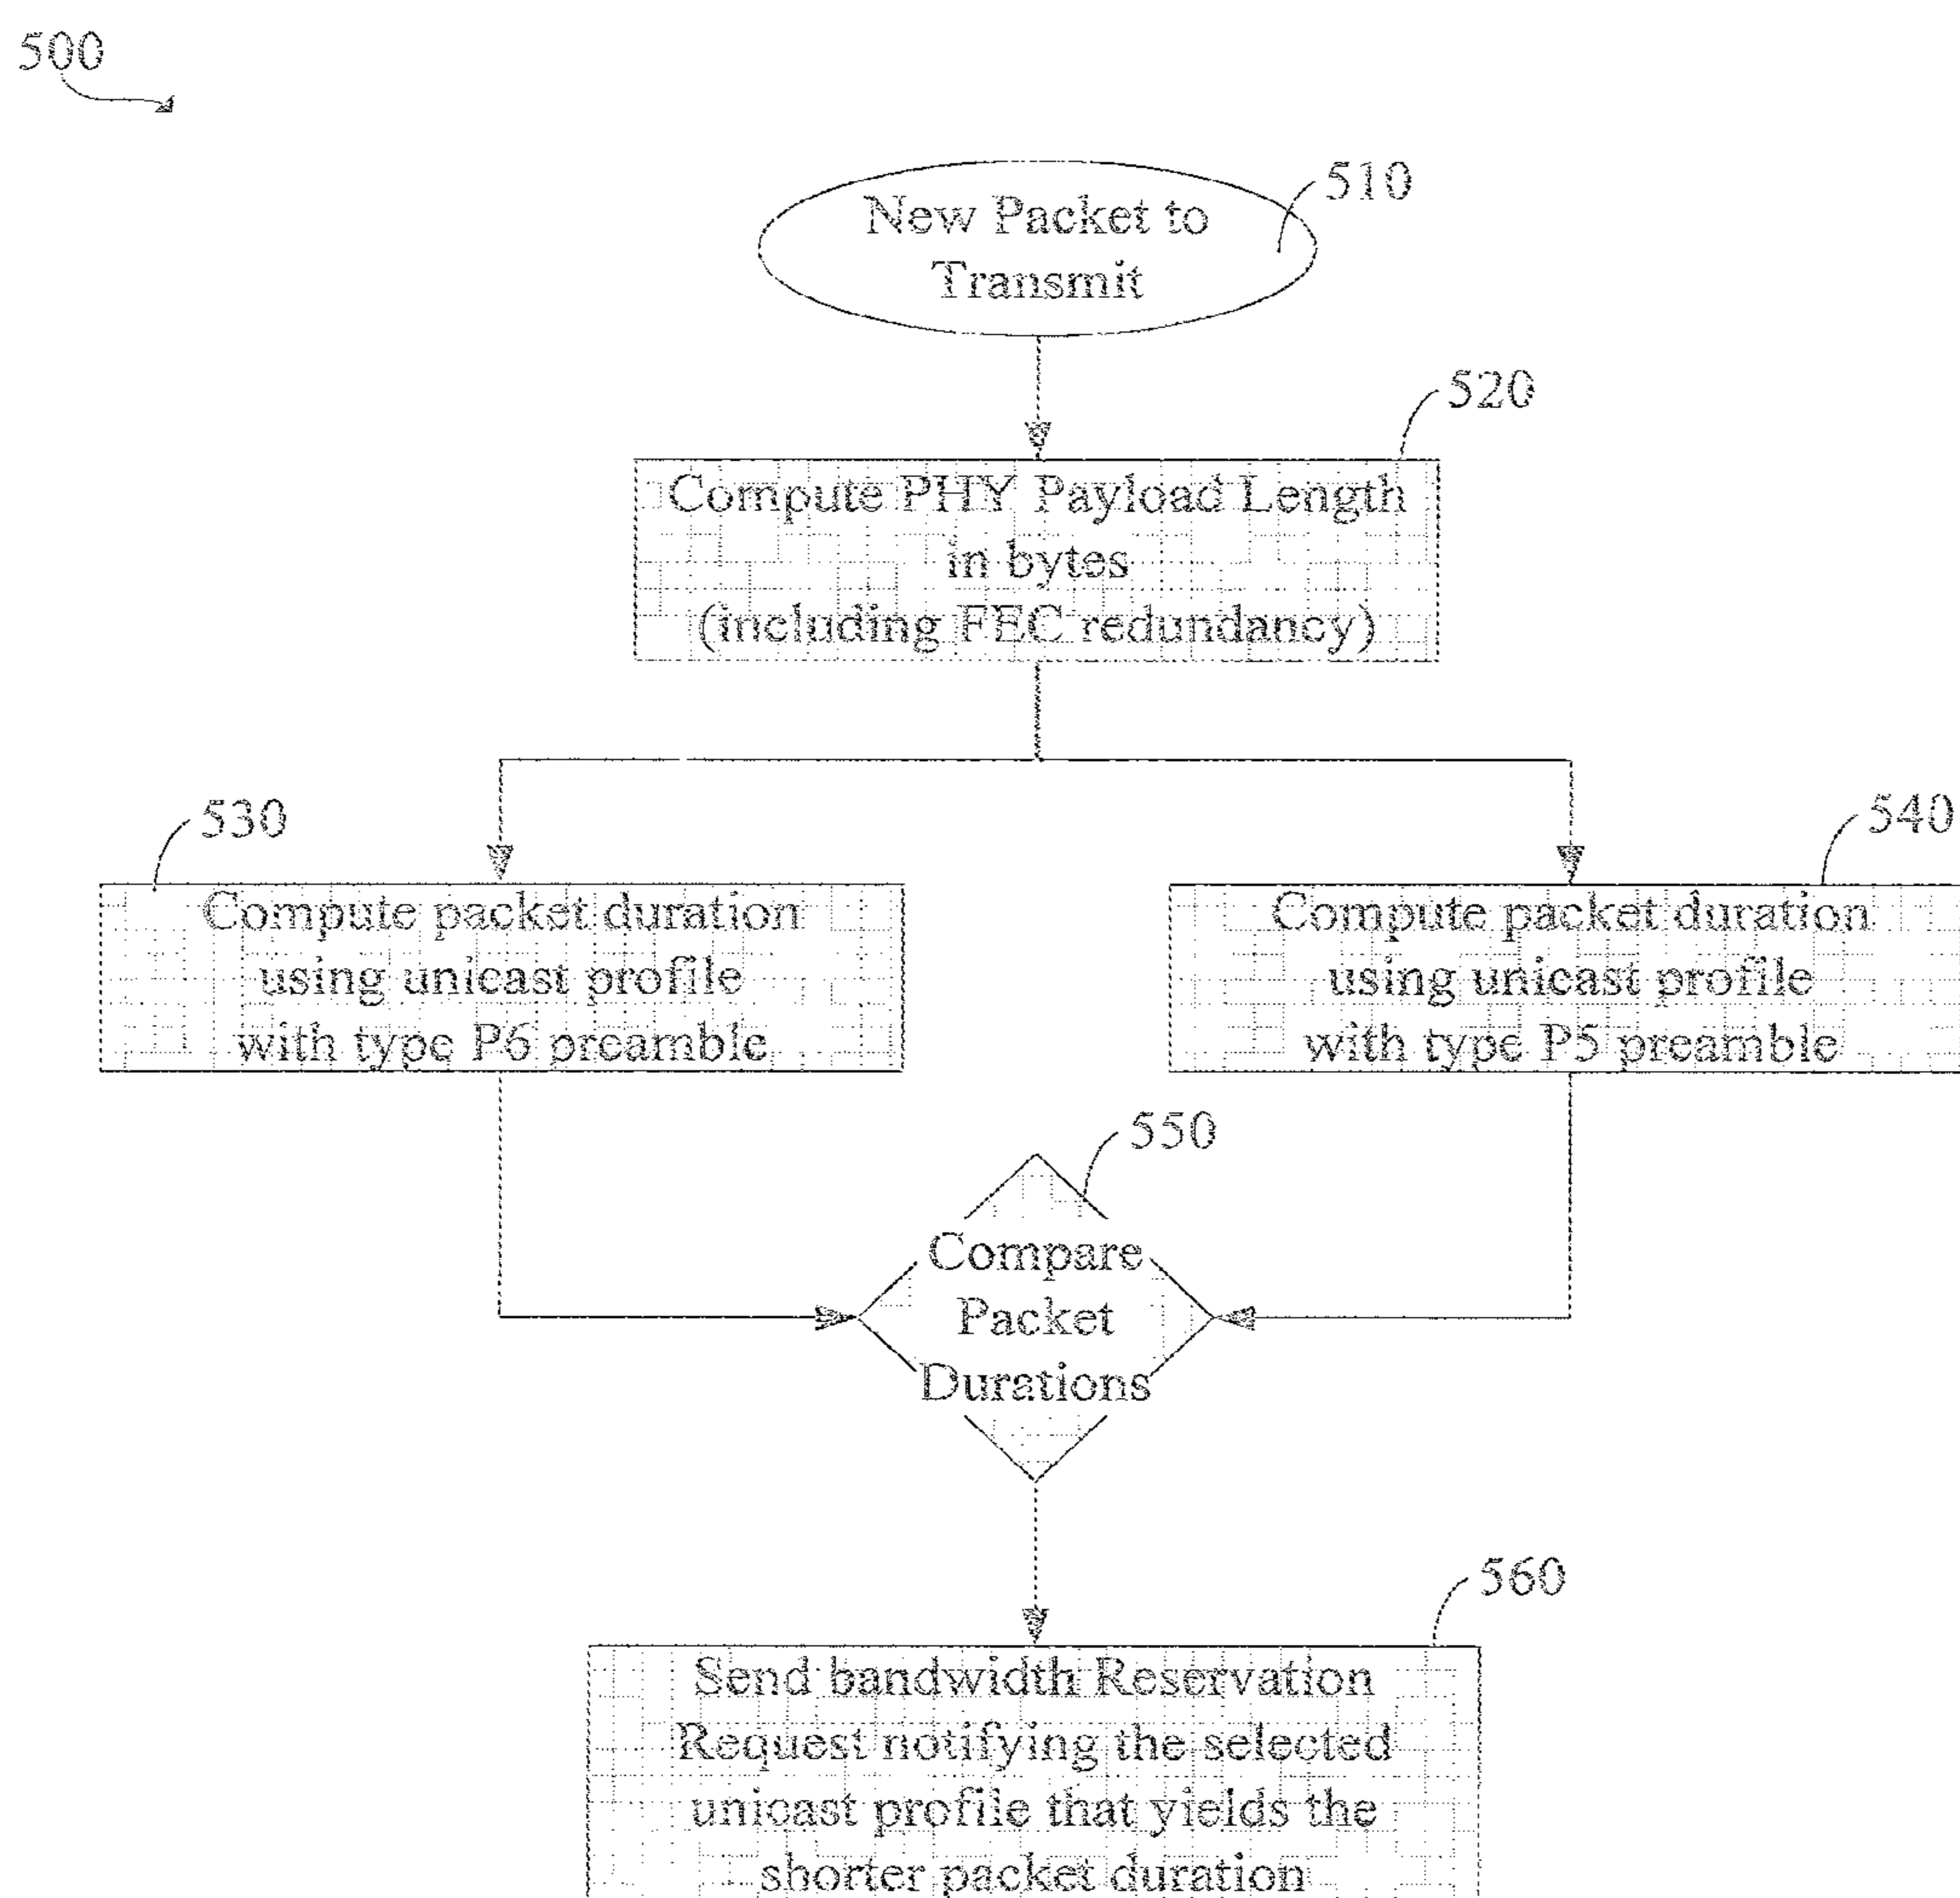 500
510
New Packet to
Transmit
520
Compute PHY Payload Length
in bytes
(including FEC redundancy)
530
Compute packet duration
using unicast profile
with type P6 preamble
540
Compute packet duration
using unicast profile
with type P5 preamble
550
Compare
Packet
Durations
560
Send bandwidth Reservation
Request notifying the selected
unicast profile that yields the
shorter packet duration